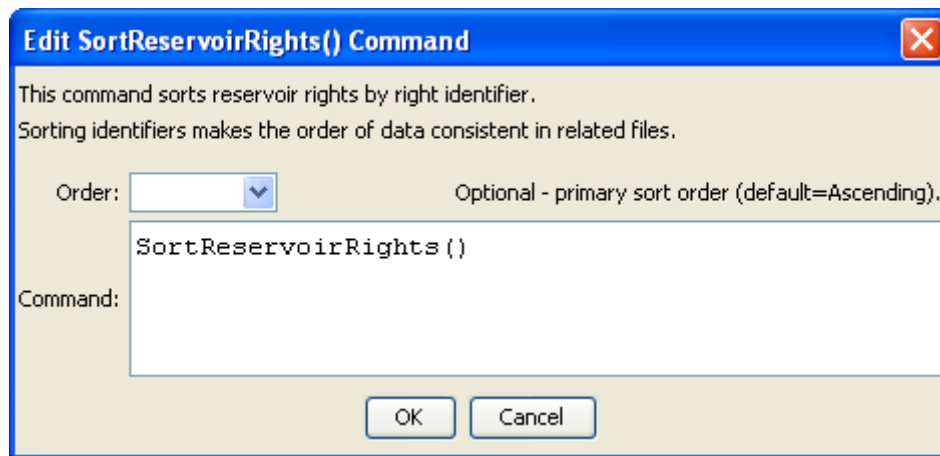 Edit SortReservoirRights() Command
This command sorts reservoir rights by right identifier.
Sorting identifiers makes the order of data consistent in related files.
Order: Optional - primary sort order (default=Ascending).
SortReservoirRights()
Command:
OK Cancel